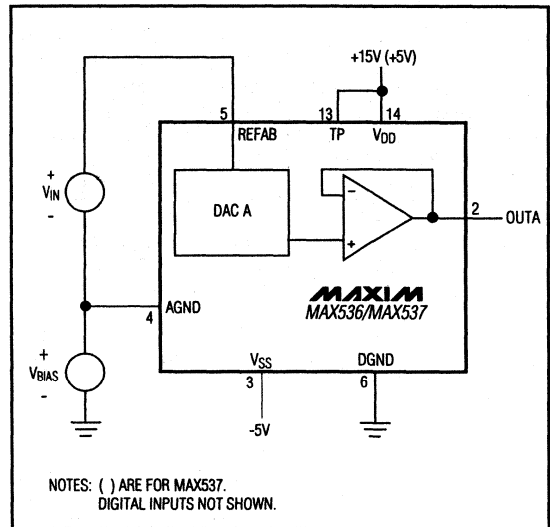 +15V (+5V)
5
13
14
REFAB
TP
VDD
+
VIN
-
DAC A
-
+
2
OUTA
MAXIM
MAX536/MAX537
4
AGND
+
VBIAS
-
VSS
DGND
3
6
-5V
NOTES: ( ) ARE FOR MAX537.
DIGITAL INPUTS NOT SHOWN.